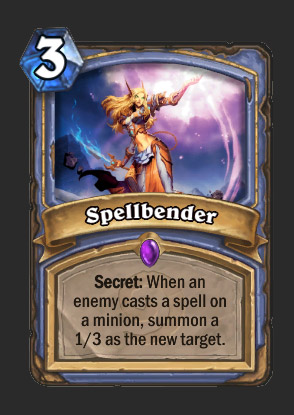 3
Spellbender
Secret: When an
enemy casts a spell on
a minion, summon a
1/3 as the new target.